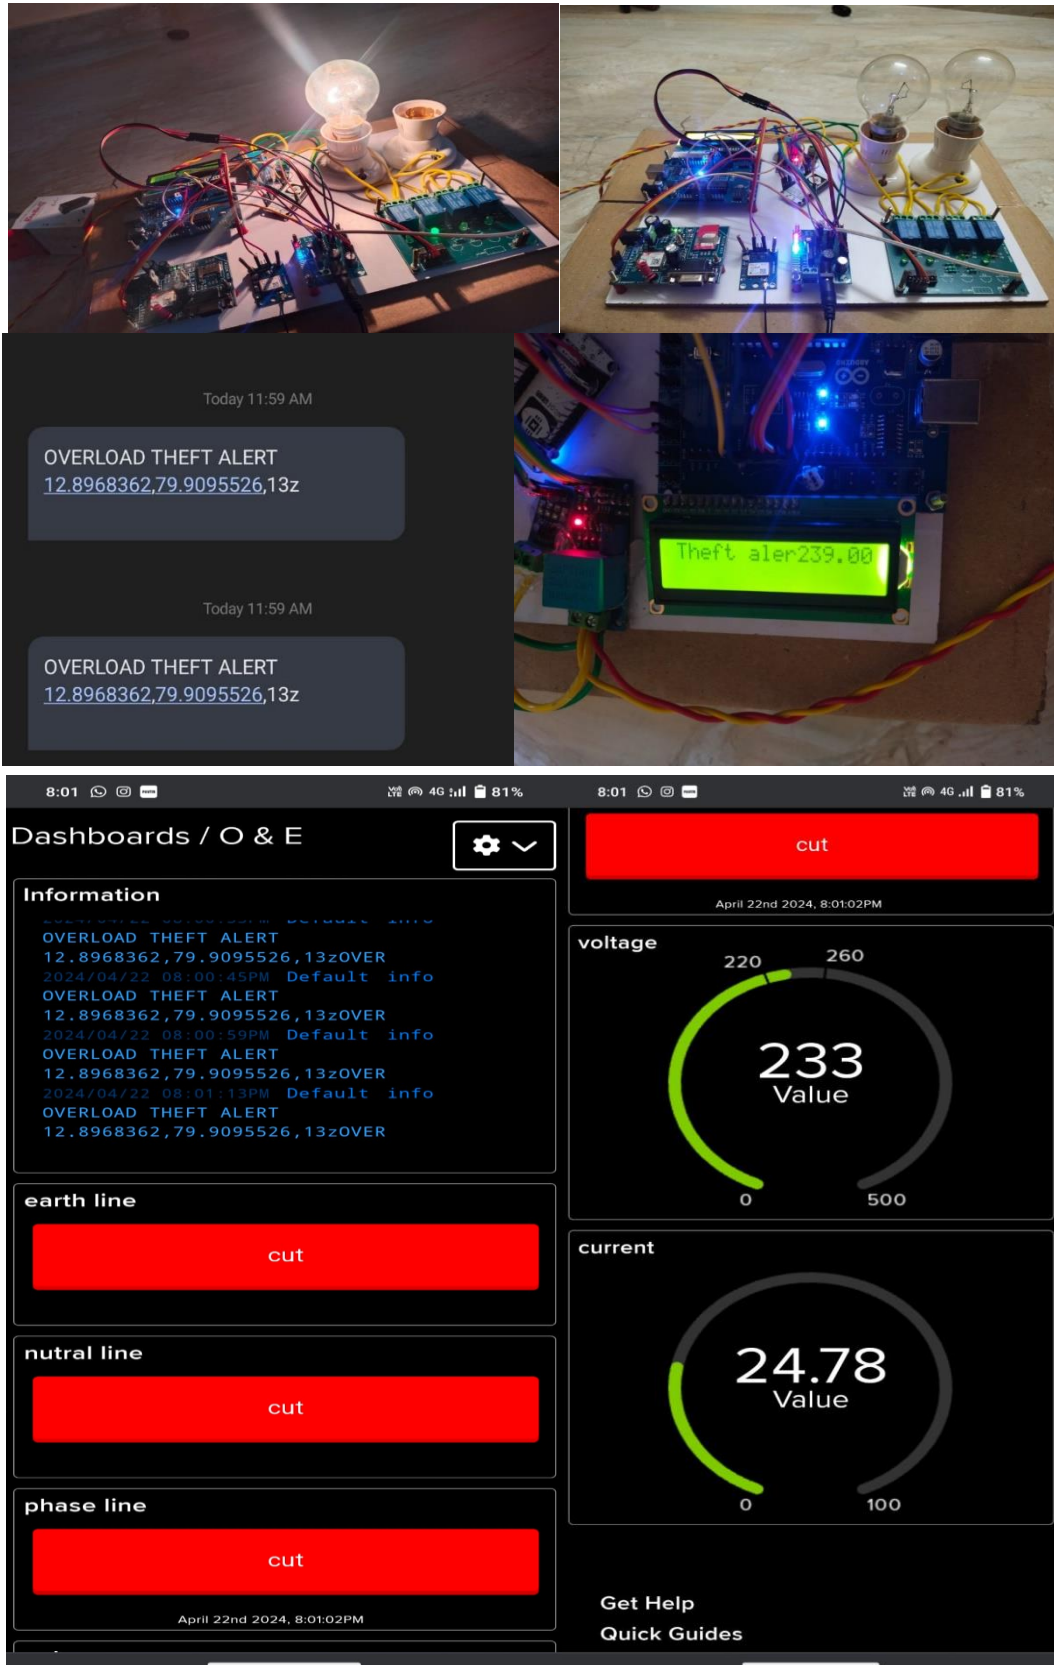 Today 11:59 AM
OVERLOAD THEFT ALERT
12.8968362,79.9095526,13z
Today 11:59 AM
OVERLOAD THEFT ALERT
12.8968362,79.9095526,13z
Theft aler239.00
8:01
4G
81%
Dashboards / O & E
Information
Default info
OVERLOAD THEFT ALERT
12.8968362,79.9095526,13zOVER
2024/04/22 08:00:45PM Default info
OVERLOAD THEFT ALERT
12.8968362,79.9095526,13zOVER
2024/04/22 08:00:59PM Default info
OVERLOAD THEFT ALERT
12.8968362,79.9095526,13zOVER
2024/04/22 08:01:13PM Default info
OVERLOAD THEFT ALERT
12.8968362,79.9095526,13zOVER
earth line
cut
nutral line
cut
phase line
cut
April 22nd 2024, 8:01:02PM
8:01
4G
81%
cut
April 22nd 2024, 8:01:02PM
voltage
220
260
233
Value
0
500
current
24.78
Value
0
100
Get Help
Quick Guides